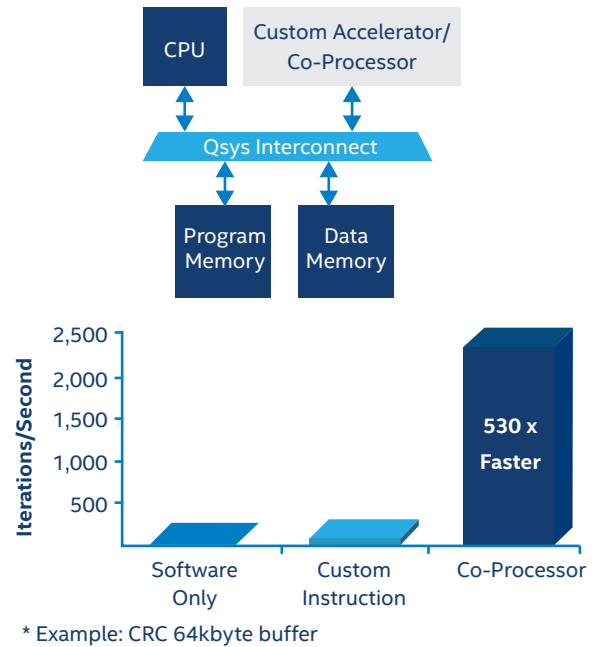 CPU
Custom Accelerator/
Co-Processor
Qsys Interconnect
Program
Memory
Data
Memory
Iterations/Second
2,500
2,000
1,500
1,000
500
530 x
Faster
Software
Only
Custom
Instruction
Co-Processor
* Example: CRC 64kbyte buffer